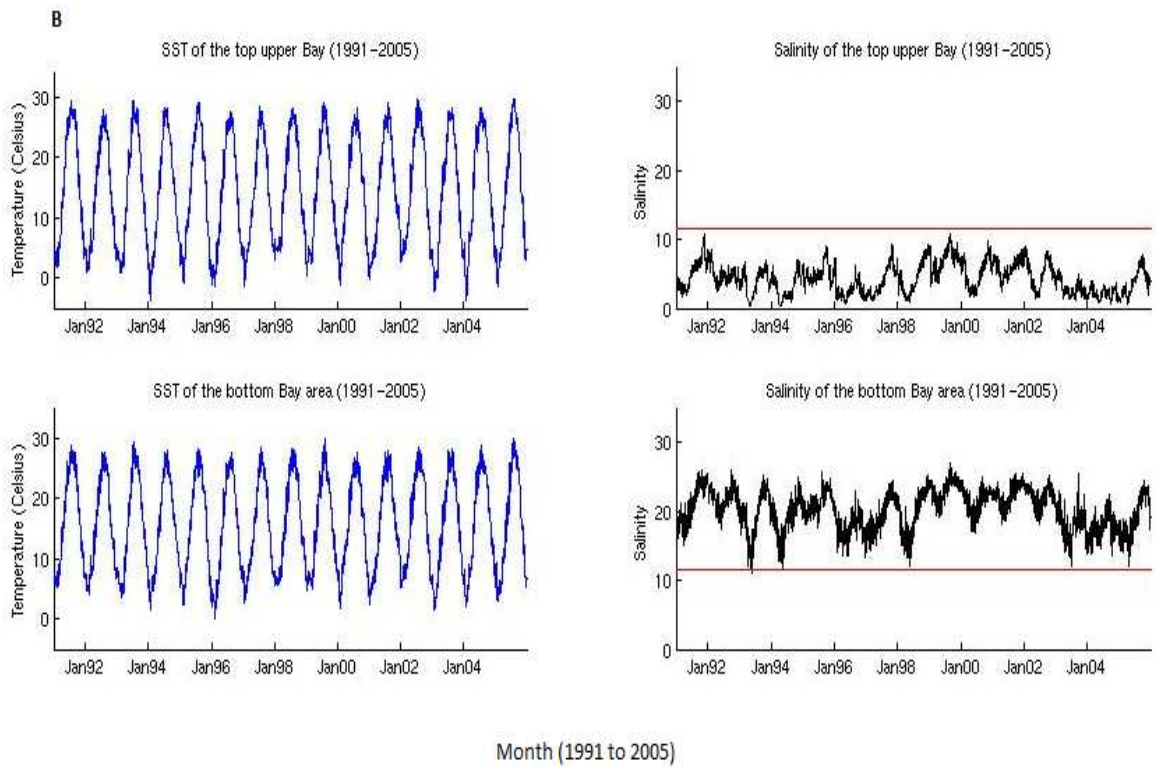 B
SST of the top upper Bay (1991-2005)
Temperature (Celsius)
30
20
10
0
Jan92 Jan94 Jan96 Jan98 Jan00 Jan02 Jan04
Salinity of the top upper Bay (1991-2005)
Salinity
30
20
10
0
Jan92 Jan94 Jan96 Jan98 Jan00 Jan02 Jan04
SST of the bottom Bay area (1991-2005)
Temperature (Celsius)
30
20
10
0
Jan92 Jan94 Jan96 Jan98 Jan00 Jan02 Jan04
Salinity of the bottom Bay area (1991-2005)
Salinity
30
20
10
0
Jan92 Jan94 Jan96 Jan98 Jan00 Jan02 Jan04
Month (1991 to 2005)